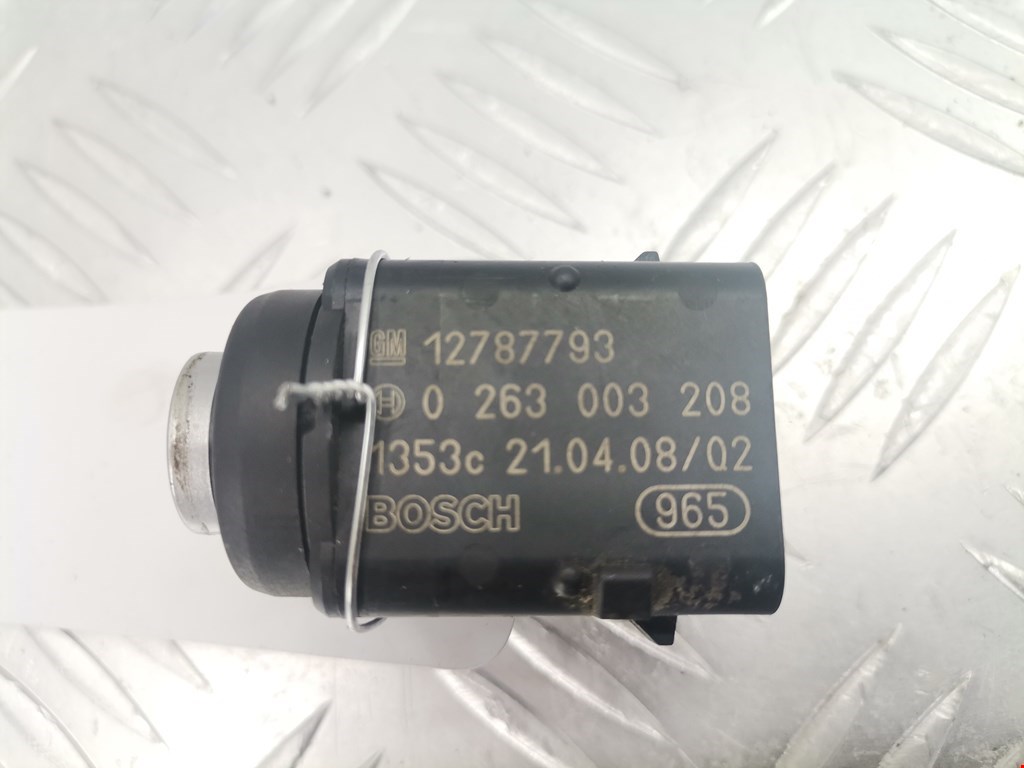 GM 12787793
0 263 003 208
1353c 21.04.08/Q2
BOSCH 965